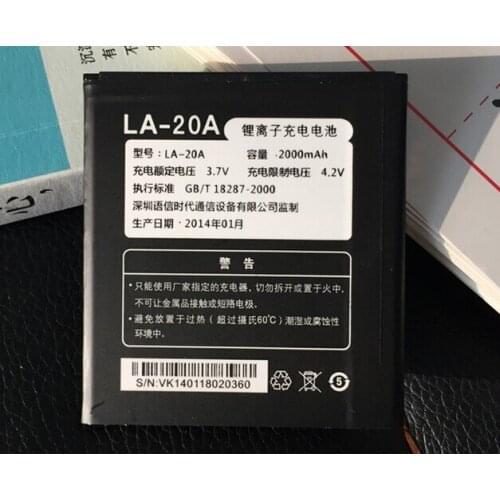 LA-20A 锂离子充电电池
型号: LA-20A 容量: 2000mAh
充电额定电压 3.7V 充电限制电压 4.2V
执行标准 GB/T 18287-2000
深圳语信时代通信设备有限公司监制
生产日期: 2014年01月
警 告
•只能使用厂家指定的充电器,切勿拆开或置于火中,
不可让金属品接触或短路电极。
•避免放置于过热(超过摄氏60℃)潮湿或腐蚀性
环境中.
S/N:VK140118020360
5
心,